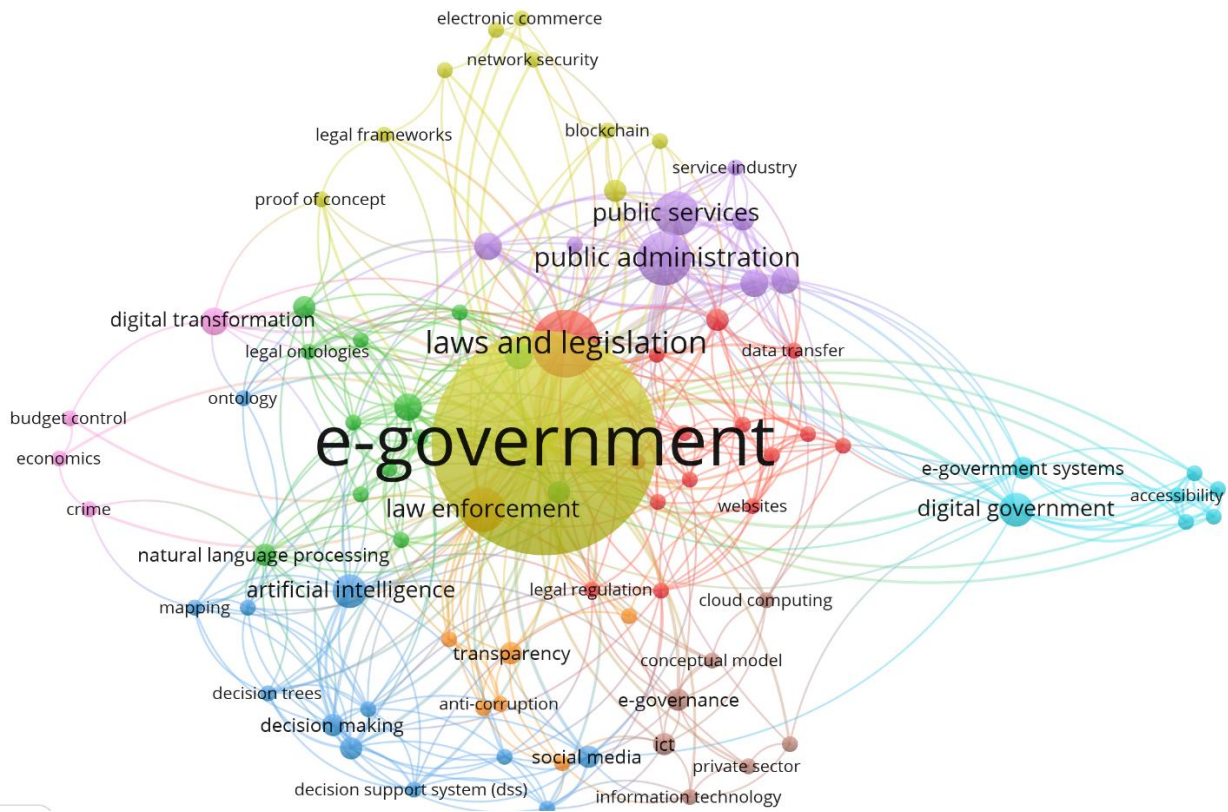 electronic commerce
network security
legal frameworks
blockchain
service industry
proof of concept
public services
public administration
digital transformation
laws and legislation
legal ontologies
data transfer
ontology
budget control
e-government
economics
e-government systems
accessibility
crime
law enforcement
websites
digital government
natural language processing
artificial intelligence
legal regulation
cloud computing
mapping
transparency
conceptual model
decision trees
anti-corruption
e-governance
decision making
ict
social media
private sector
decision support system (dss)
information technology